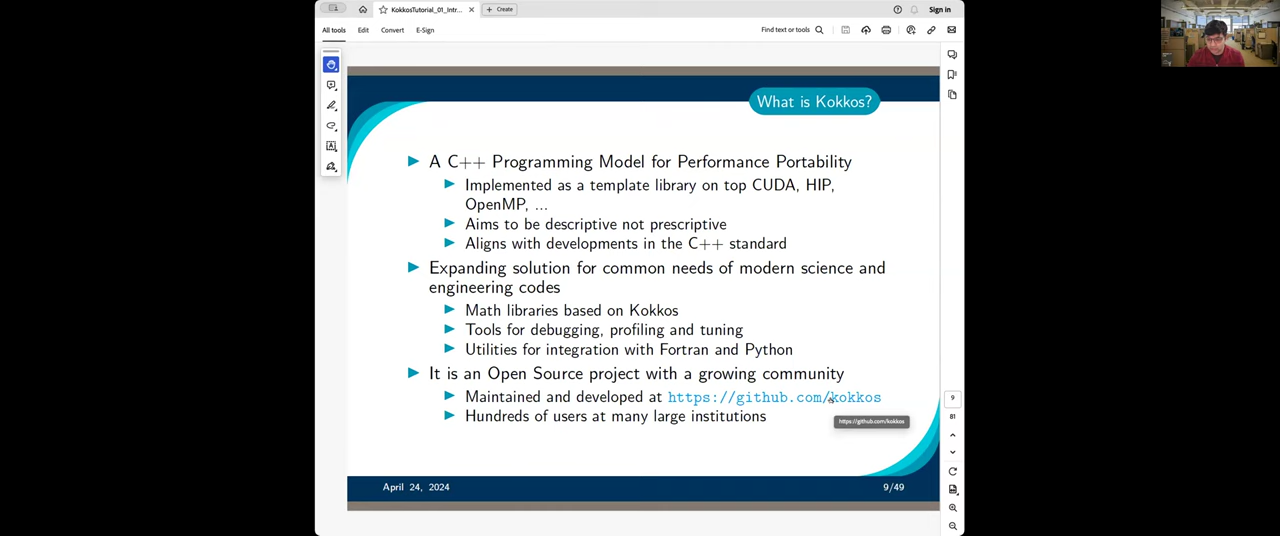 KokkosTutorial_01_Intr...
Create
Sign in
All tools
Edit
Convert
E-Sign
Find text or tools
What is Kokkos?
A C++ Programming Model for Performance Portability
Implemented as a template library on top CUDA, HIP,
OpenMP, ...
Aims to be descriptive not prescriptive
Aligns with developments in the C++ standard
Expanding solution for common needs of modern science and
engineering codes
Math libraries based on Kokkos
Tools for debugging, profiling and tuning
Utilities for integration with Fortran and Python
It is an Open Source project with a growing community
Maintained and developed at https://github.com/kokkos
Hundreds of users at many large institutions
https://github.com/kokkos
9
81
April 24, 2024
9/49